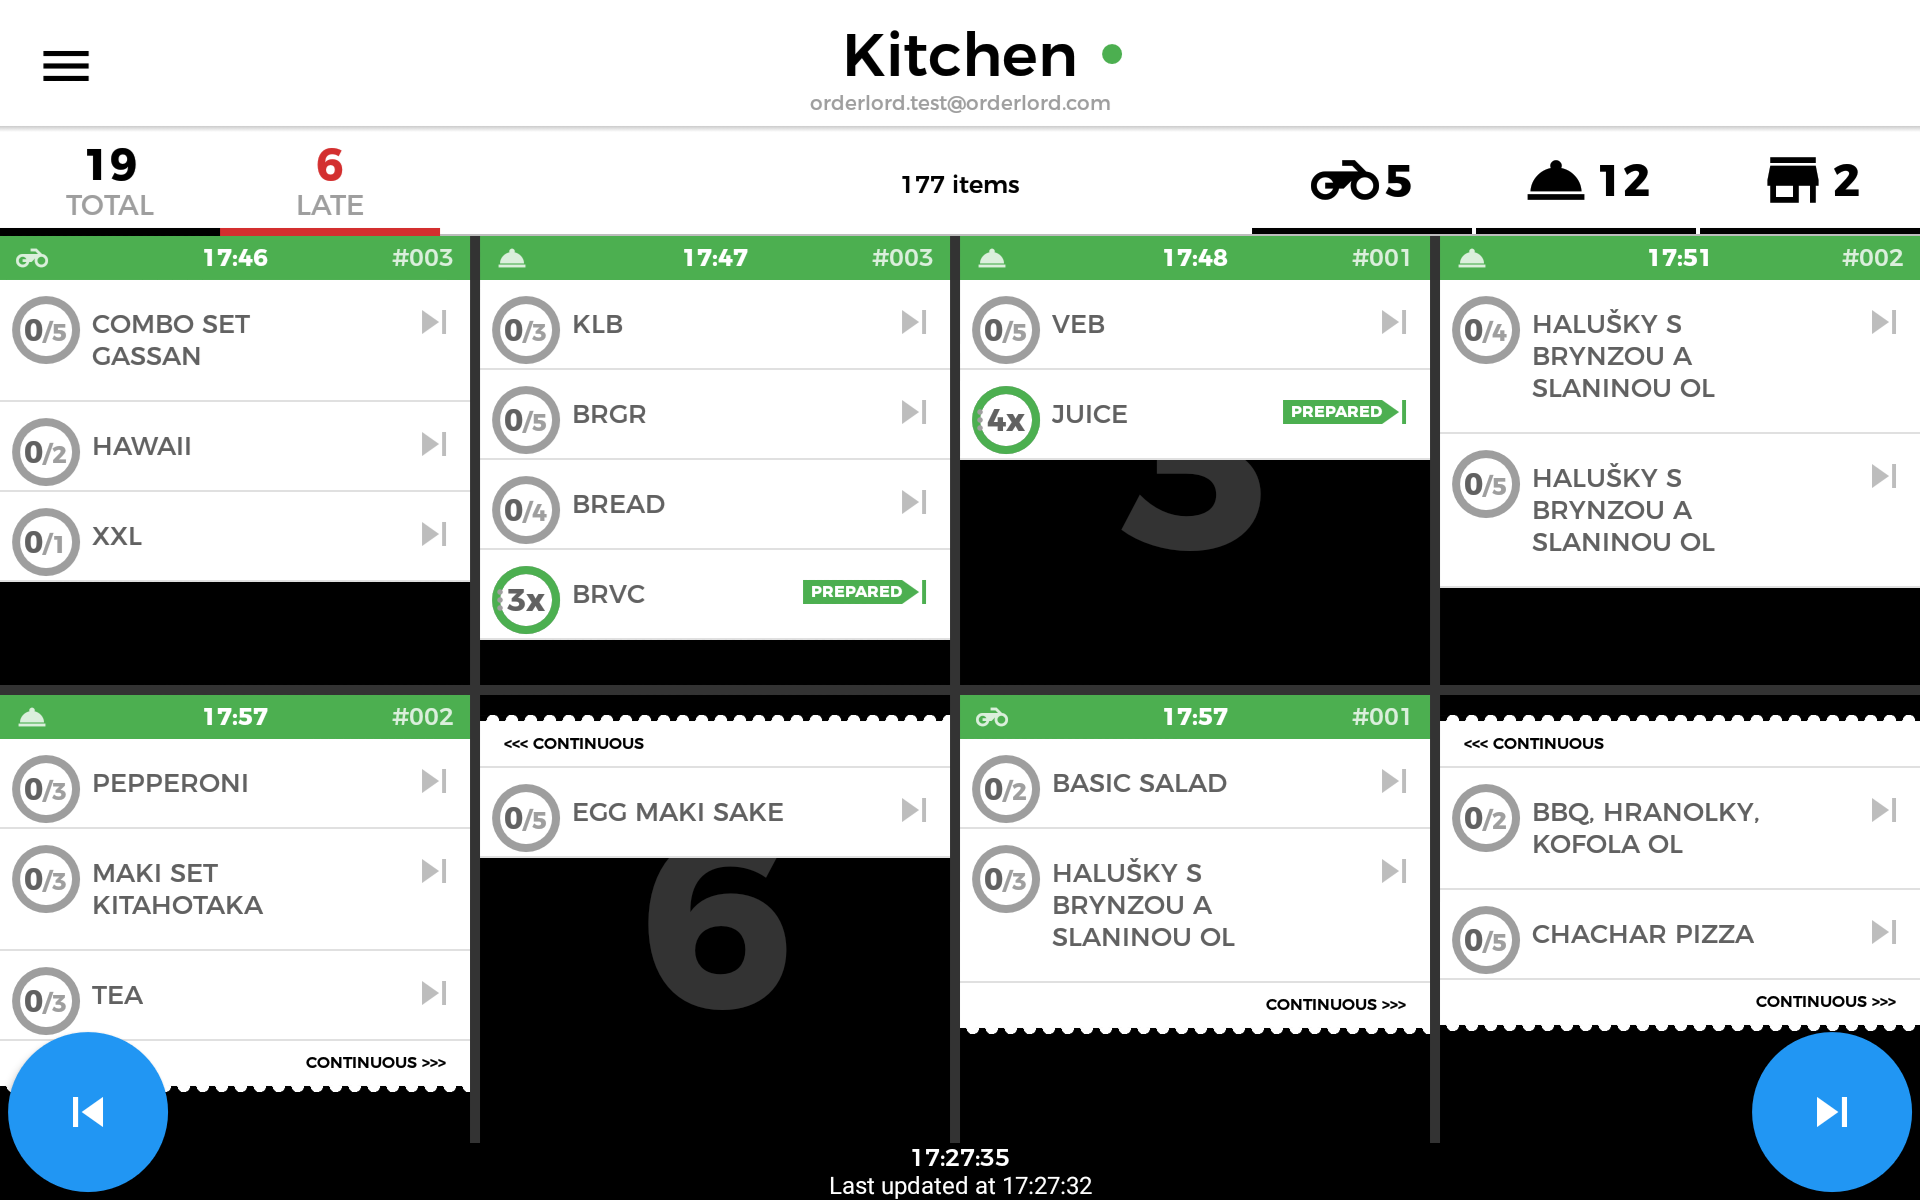 Kitchen
orderlord.test@orderlord.com
19
TOTAL
6
LATE
177 items
5
12
2
17:46 #003
0/5 COMBO SET
GASSAN
0/2 HAWAII
0/1 XXL
17:47 #003
0/3 KLB
0/5 BRGR
0/4 BREAD
3x BRVC PREPARED
17:48 #001
0/5 VEB
4x JUICE PREPARED
3
17:51 #002
0/4 HALUŠKY S
BRYNZOU A
SLANINOU OL
0/5 HALUŠKY S
BRYNZOU A
SLANINOU OL
17:57 #002
0/3 PEPPERONI
0/3 MAKI SET
KITAHOTAKA
0/3 TEA
CONTINUOUS >>>
<<< CONTINUOUS
0/5 EGG MAKI SAKE
6
17:57 #001
0/2 BASIC SALAD
0/3 HALUŠKY S
BRYNZOU A
SLANINOU OL
CONTINUOUS >>>
<<< CONTINUOUS
0/2 BBQ, HRANOLKY,
KOFOLA OL
0/5 CHACHAR PIZZA
CONTINUOUS >>>
17:27:35
Last updated at 17:27:32